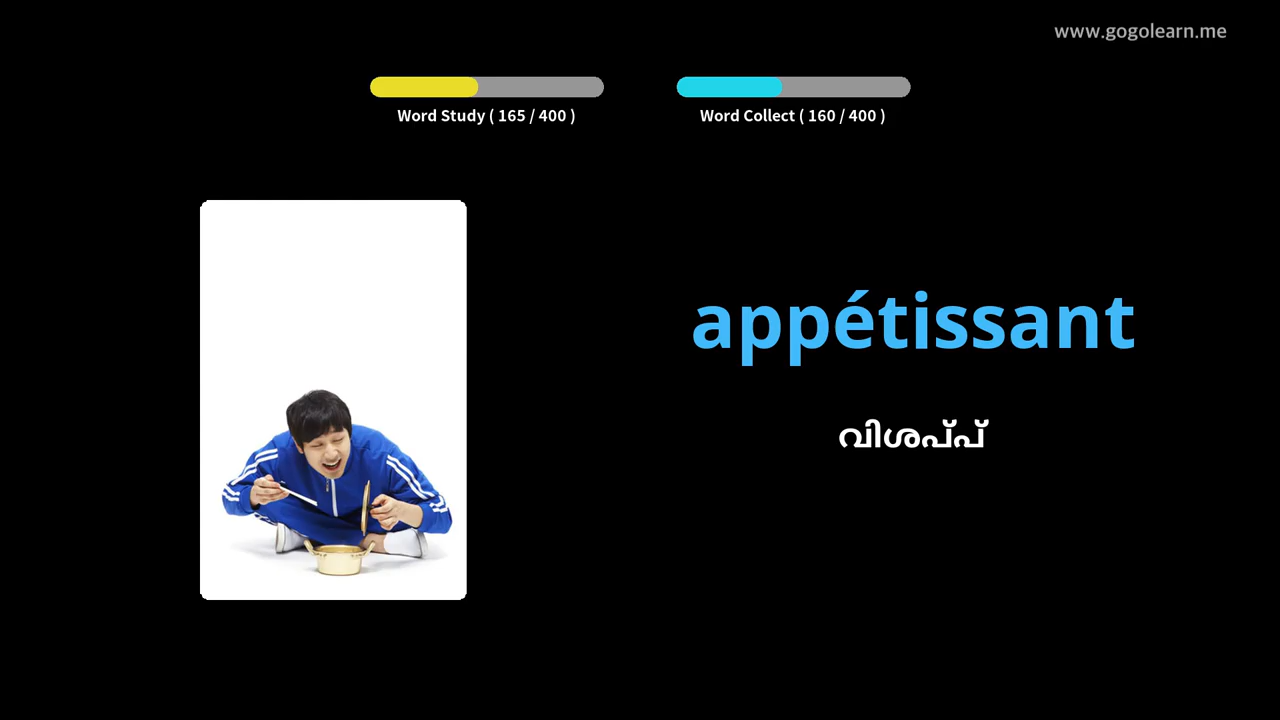 www.gogolearn.me
Word Study ( 165 / 400 )
Word Collect ( 160 / 400 )
appétissant
വിശപ്പ്